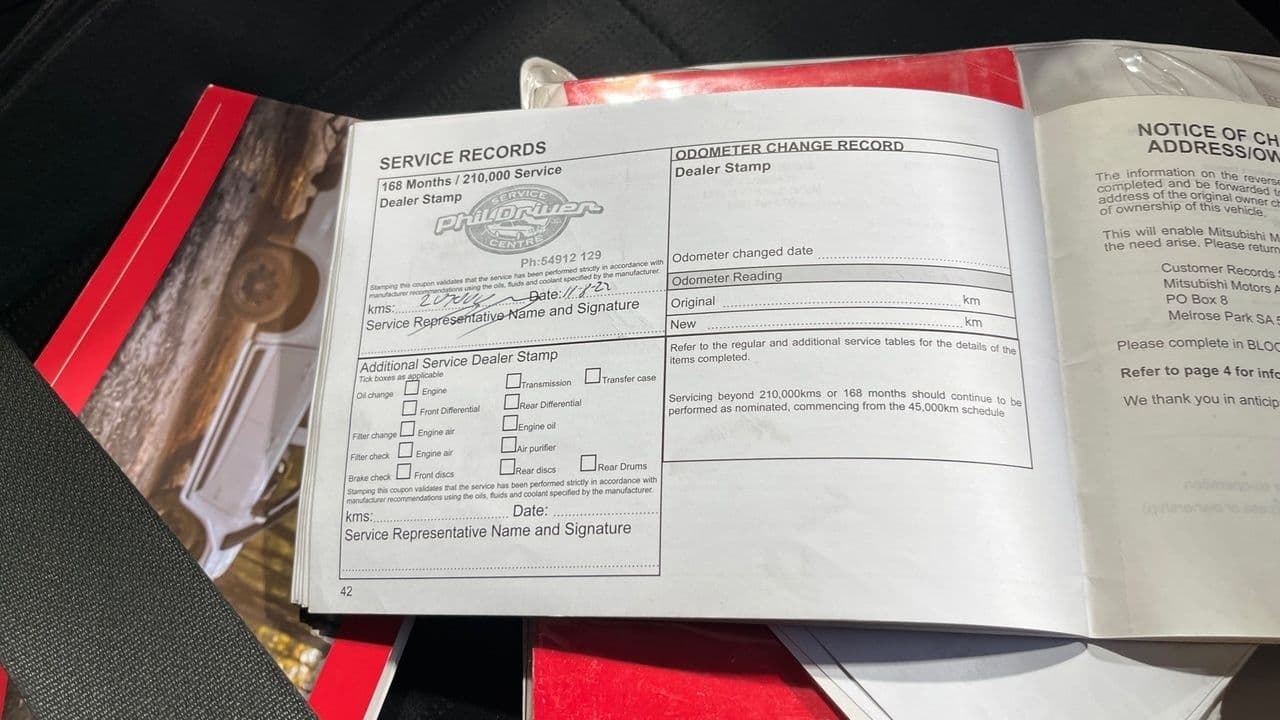 SERVICE RECORDS
168 Months / 210,000 Service
Dealer Stamp
SERVICE
PhilDriver
CENTRE
Ph:54912 129
Stamping this coupon validates that the service has been performed strictly in accordance with
manufacturer recommendations using the oils, fluids and coolant specified by the manufacturer.
kms: Date: 11.8.22
Service Representative Name and Signature
Additional Service Dealer Stamp
Tick boxes as applicable
Oil change Engine Transmission Transfer case
Front Differential Rear Differential
Filter change Engine air Engine oil
Filter check Engine air Air purifier
Brake check Front discs Rear discs Rear Drums
Stamping this coupon validates that the service has been performed strictly in accordance with
manufacturer recommendations using the oils, fluids and coolant specified by the manufacturer.
kms: Date:
Service Representative Name and Signature
42
ODOMETER CHANGE RECORD
Dealer Stamp
Odometer changed date
Odometer Reading
Original km
New km
Refer to the regular and additional service tables for the details of the
items completed.
Servicing beyond 210,000kms or 168 months should continue to be
performed as nominated, commencing from the 45,000km schedule
NOTICE OF CH
ADDRESS/OW
The information on the revers
completed and be forwarded
address of the original owner ch
of ownership of this vehicle.
This will enable Mitsubishi M
the need arise. Please return
Customer Records
Mitsubishi Motors A
PO Box 8
Melrose Park SA
Please complete in BLOC
Refer to page 4 for info
We thank you in anticip